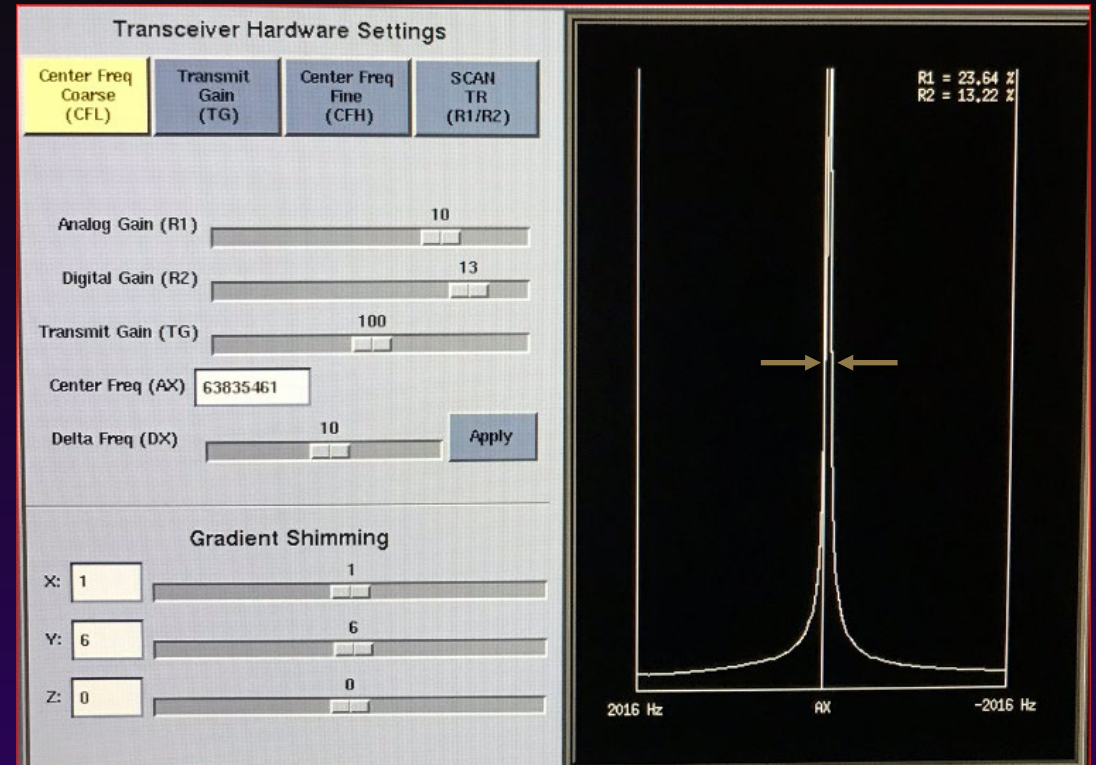 Transceiver Hardware Settings
Center Freq
Coarse
(CFL)
Transmit
Gain
(TG)
Center Freq
Fine
(CFH)
SCAN
TR
(R1/R2)
Analog Gain (R1)
10
Digital Gain (R2)
13
Transmit Gain (TG)
100
Center Freq (AX)
63835461
Delta Freq (DX)
10
Apply
Gradient Shimming
X:
1
1
Y:
6
6
Z:
0
0
R1 = 23.64 %
R2 = 13.22 %
2016 Hz
AX
-2016 Hz